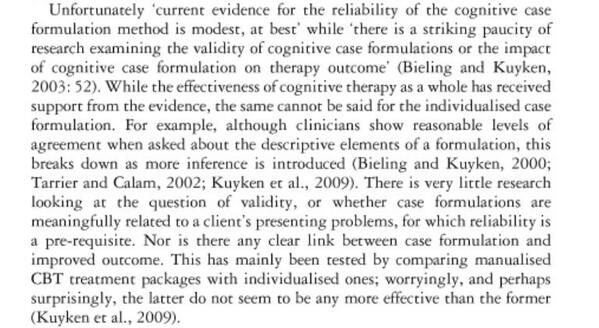 Unfortunately ‘current evidence for the reliability of the cognitive case
formulation method is modest, at best’ while ‘there is a striking paucity of
research examining the validity of cognitive case formulations or the impact
of cognitive case formulation on therapy outcome’ (Bieling and Kuyken,
2003: 52). While the effectiveness of cognitive therapy as a whole has received
support from the evidence, the same cannot be said for the individualised case
formulation. For example, although clinicians show reasonable levels of
agreement when asked about the descriptive elements of a formulation, this
breaks down as more inference is introduced (Bieling and Kuyken, 2000;
Tarrier and Calam, 2002; Kuyken et al., 2009). There is very little research
looking at the question of validity, or whether case formulations are
meaningfully related to a client’s presenting problems, for which reliability is
a pre-requisite. Nor is there any clear link between case formulation and
improved outcome. This has mainly been tested by comparing manualised
CBT treatment packages with individualised ones; worryingly, and perhaps
surprisingly, the latter do not seem to be any more effective than the former
(Kuyken et al., 2009).